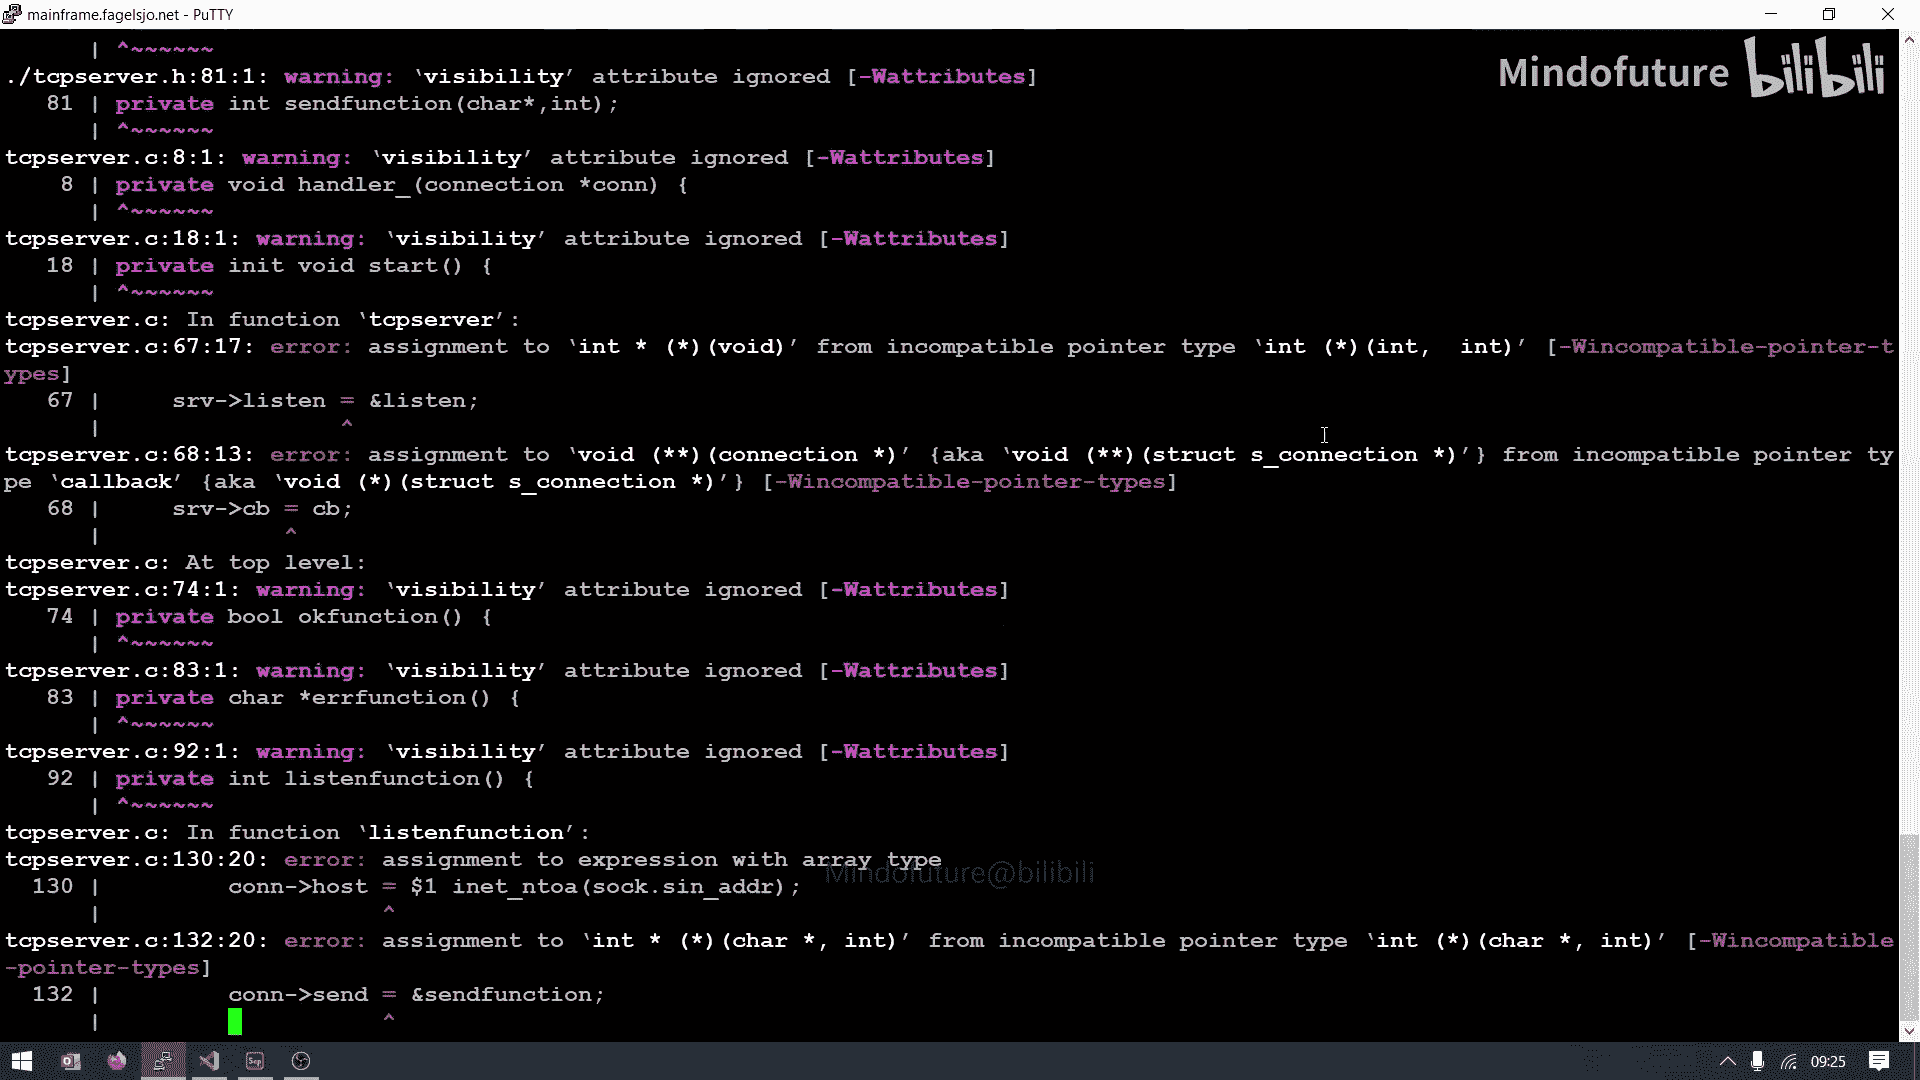 mainframe.fagelsjo.net - PuTTY
| ^~~~~~~
./tcpserver.h:81:1: warning: ‘visibility’ attribute ignored [-Wattributes]
81 | private int sendfunction(char*,int);
| ^~~~~~~
tcpserver.c:8:1: warning: ‘visibility’ attribute ignored [-Wattributes]
8 | private void handler_(connection *conn) {
| ^~~~~~~
tcpserver.c:18:1: warning: ‘visibility’ attribute ignored [-Wattributes]
18 | private init void start() {
| ^~~~~~~
tcpserver.c: In function ‘tcpserver’:
tcpserver.c:67:17: error: assignment to ‘int * (*)(void)’ from incompatible pointer type ‘int (*)(int,  int)’ [-Wincompatible-pointer-t
ypes]
67 |     srv->listen = &listen;
| ^
tcpserver.c:68:13: error: assignment to ‘void (**)(connection *)’ {aka ‘void (**)(struct s_connection *)’} from incompatible pointer ty
pe ‘callback’ {aka ‘void (*)(struct s_connection *)’} [-Wincompatible-pointer-types]
68 |     srv->cb = cb;
| ^
tcpserver.c: At top level:
tcpserver.c:74:1: warning: ‘visibility’ attribute ignored [-Wattributes]
74 | private bool okfunction() {
| ^~~~~~~
tcpserver.c:83:1: warning: ‘visibility’ attribute ignored [-Wattributes]
83 | private char *errfunction() {
| ^~~~~~~
tcpserver.c:92:1: warning: ‘visibility’ attribute ignored [-Wattributes]
92 | private int listenfunction() {
| ^~~~~~~
tcpserver.c: In function ‘listenfunction’:
tcpserver.c:130:20: error: assignment to expression with array type
130 |         conn->host = $1 inet_ntoa(sock.sin_addr);
| ^
tcpserver.c:132:20: error: assignment to ‘int * (*)(char *, int)’ from incompatible pointer type ‘int (*)(char *, int)’ [-Wincompatible
-pointer-types]
132 |         conn->send = &sendfunction;
| ^
Mindofuture bilibili
Mindofuture@bilibili
Scp
09:25